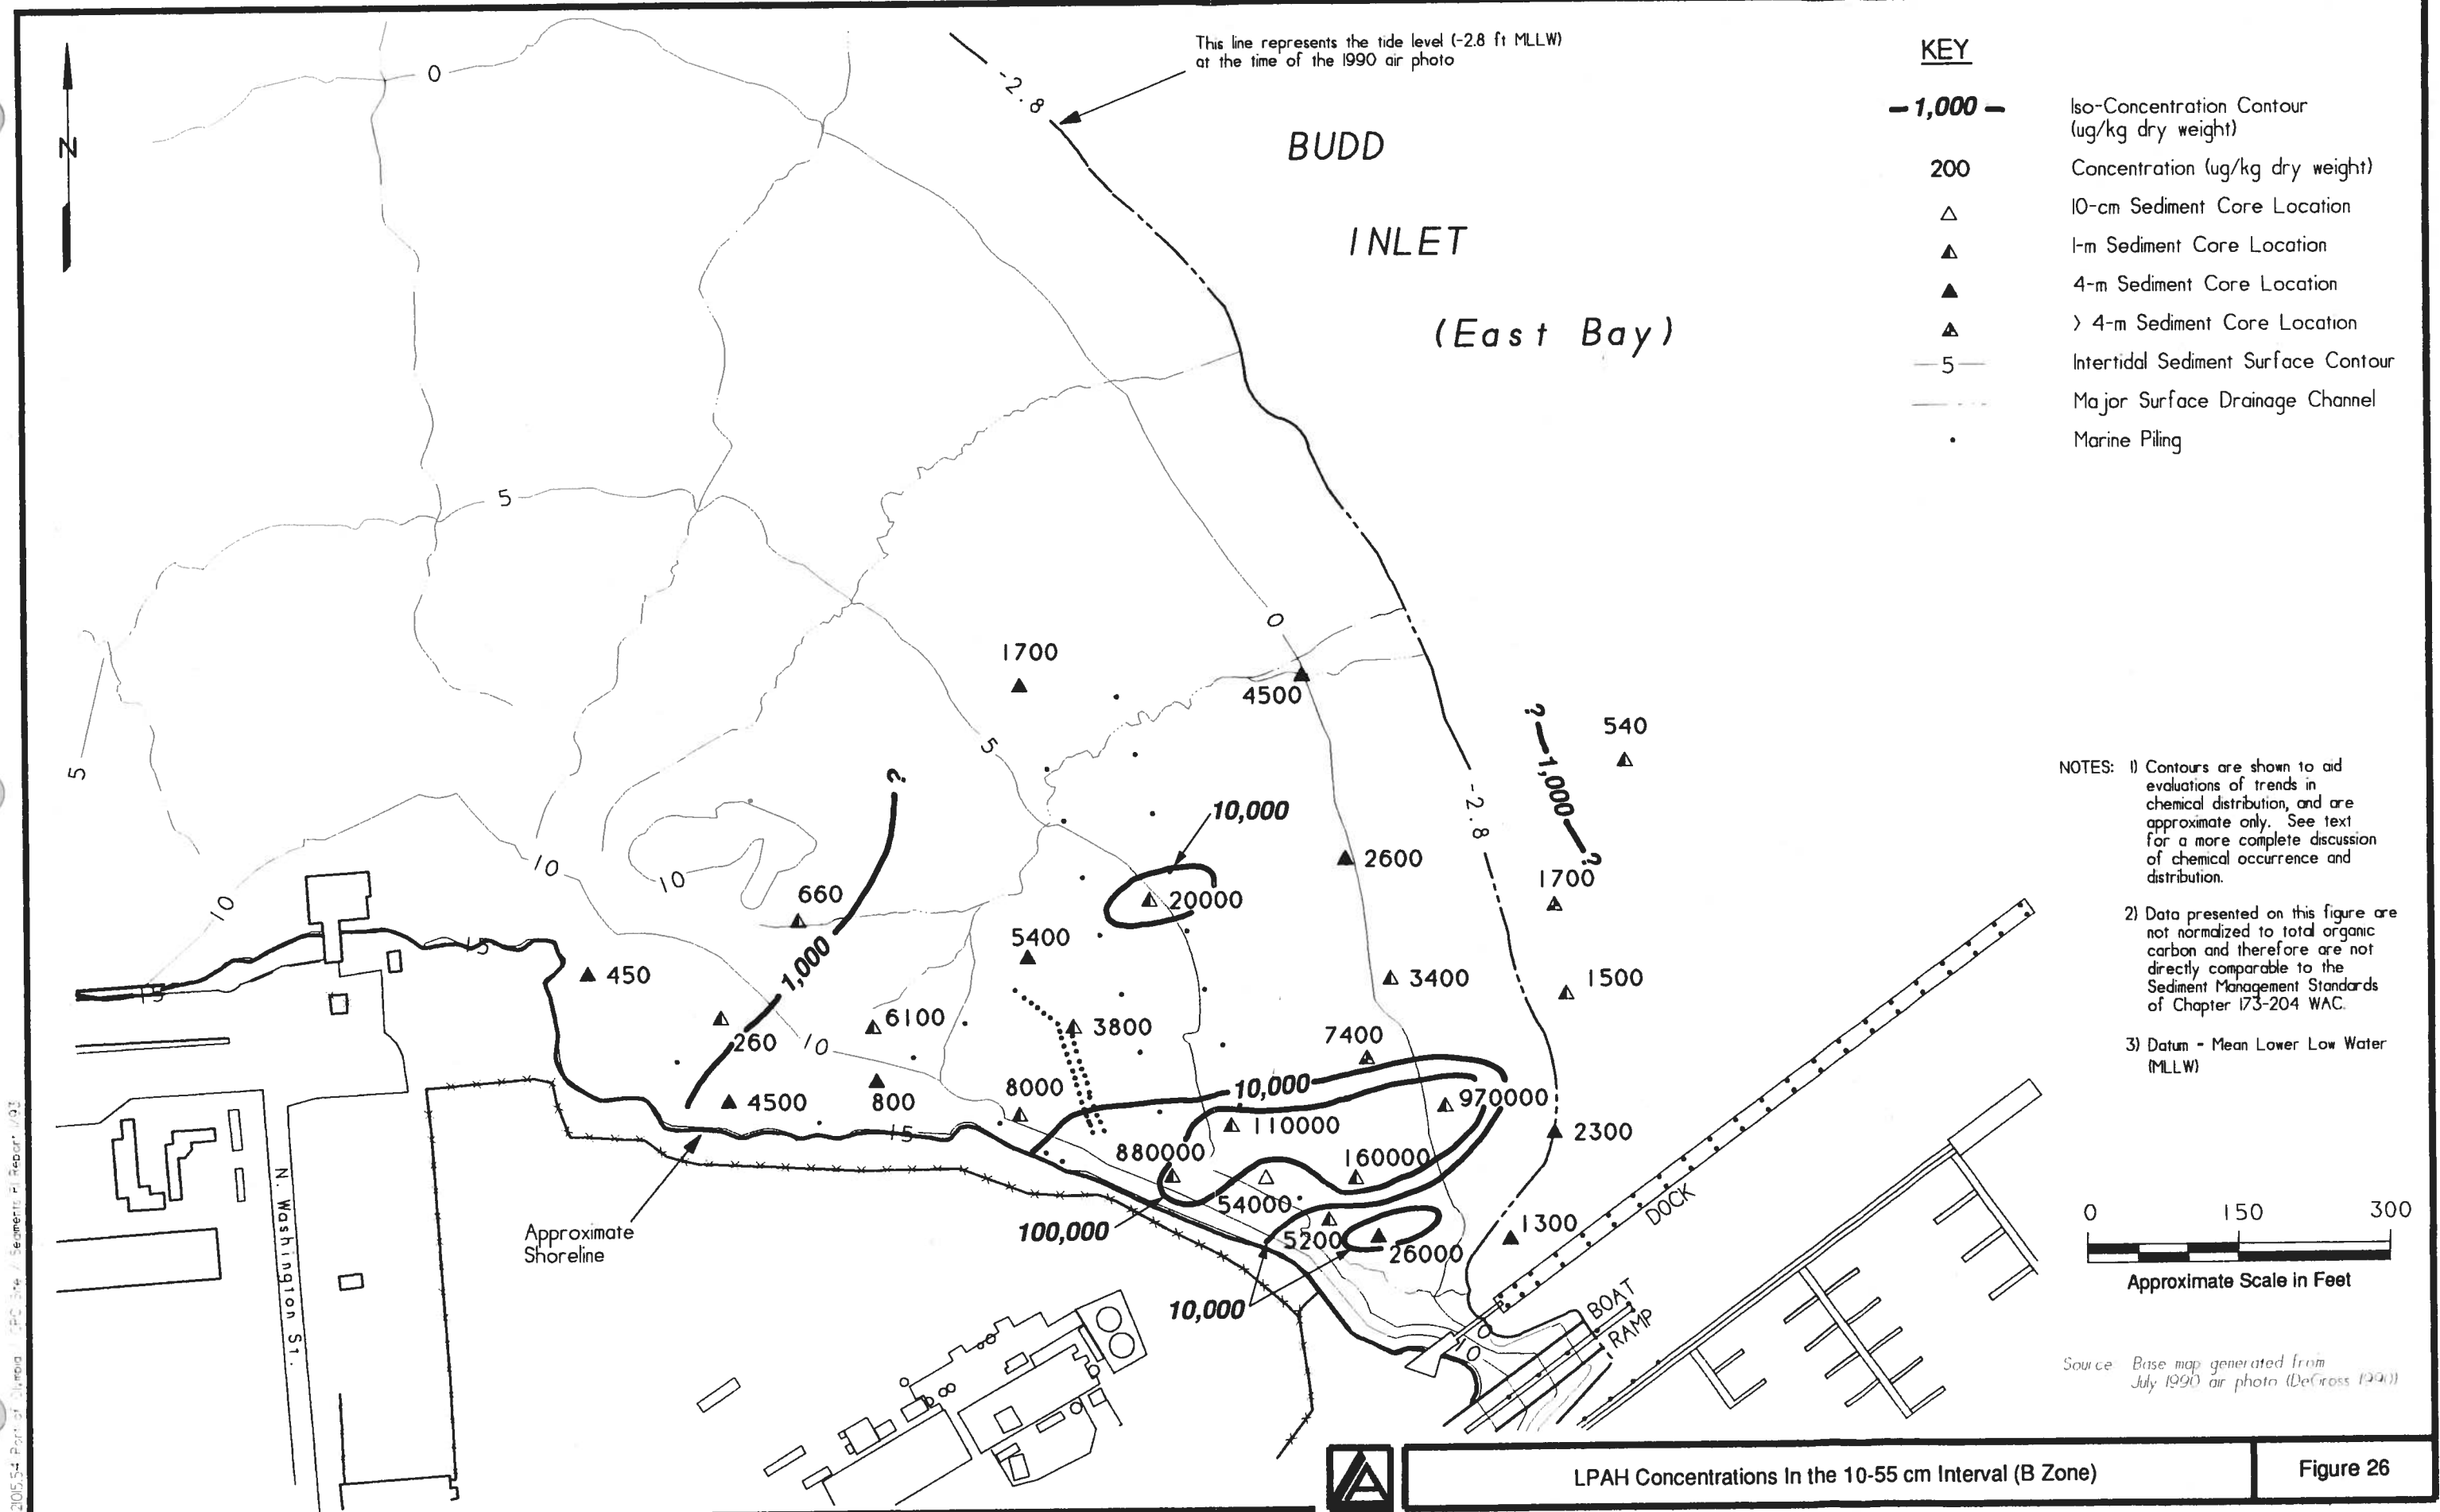 This line represents the tide level (-2.8 ft MLLW)
at the time of the 1990 air photo
KEY
1,000
Iso-Concentration Contour
(ug/kg dry weight)
200
Concentration (ug/kg dry weight)
10-cm Sediment Core Location
1-m Sediment Core Location
4-m Sediment Core Location
> 4-m Sediment Core Location
5
Intertidal Sediment Surface Contour
Major Surface Drainage Channel
Marine Piling
N
0
-2.8
BUDD
INLET
(East Bay)
5
0
1700
4500
?
1,000
?
540
5
5
?
-2.8
10,000
10
10
10
2600
1700
660
20000
15
5400
1,000
450
15
3400
1500
260
6100
10
3800
7400
8000
10,000
970000
4500
800
15
110000
2300
880000
160000
54000
100,000
5200
26000
1300
DOCK
Approximate
Shoreline
10,000
BOAT
RAMP
0
10
N. Washington St.
NOTES: 1) Contours are shown to aid
evaluations of trends in
chemical distribution, and are
approximate only. See text
for a more complete discussion
of chemical occurrence and
distribution.
2) Data presented on this figure are
not normalized to total organic
carbon and therefore are not
directly comparable to the
Sediment Management Standards
of Chapter 173-204 WAC.
3) Datum - Mean Lower Low Water
(MLLW)
0 150 300
Approximate Scale in Feet
Source: Base map generated from
July 1990 air photo (DeGross 1990)
LPAH Concentrations In the 10-55 cm Interval (B Zone)
Figure 26